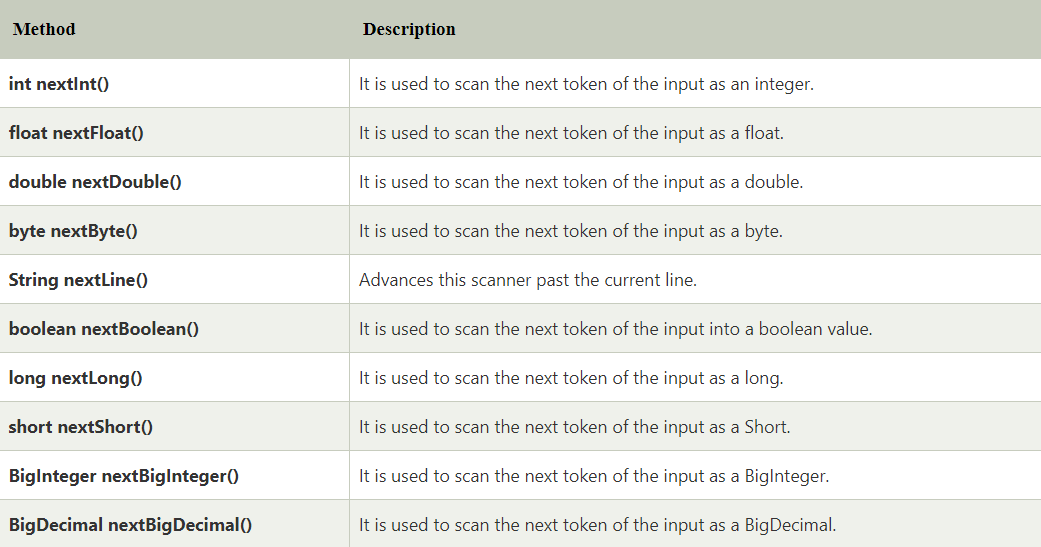 Method Description
int nextInt() It is used to scan the next token of the input as an integer.
float nextFloat() It is used to scan the next token of the input as a float.
double nextDouble() It is used to scan the next token of the input as a double.
byte nextByte() It is used to scan the next token of the input as a byte.
String nextLine() Advances this scanner past the current line.
boolean nextBoolean() It is used to scan the next token of the input into a boolean value.
long nextLong() It is used to scan the next token of the input as a long.
short nextShort() It is used to scan the next token of the input as a Short.
BigInteger nextBigInteger() It is used to scan the next token of the input as a BigInteger.
BigDecimal nextBigDecimal() It is used to scan the next token of the input as a BigDecimal.